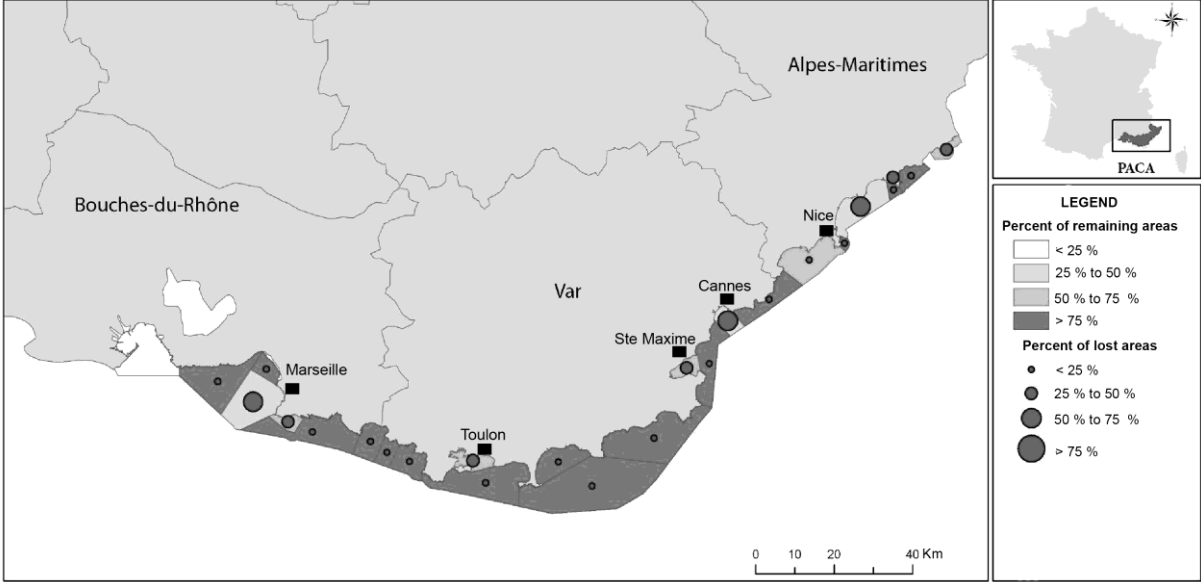 Alpes-Maritimes
Bouches-du-Rhône
Nice
Var
Cannes
Ste Maxime
Marseille
Toulon
0 10 20 40 Km
PACA
LEGEND
Percent of remaining areas
< 25 %
25 % to 50 %
50 % to 75 %
> 75 %
Percent of lost areas
< 25 %
25 % to 50 %
50 % to 75 %
> 75 %